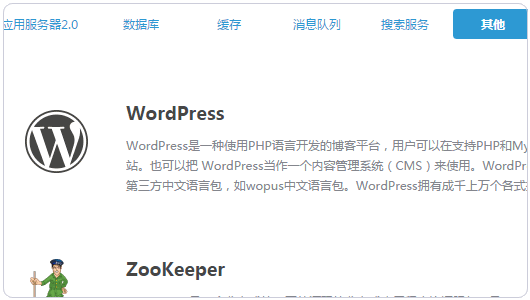 应用服务器2.0 数据库 缓存 消息队列 搜索服务 其他
WordPress
WordPress是一种使用PHP语言开发的博客平台，用户可以在支持PHP和My
站。也可以把 WordPress当作一个内容管理系统（CMS）来使用。WordPr
第三方中文语言包，如wopus中文语言包。WordPress拥有成千上万个各式
ZooKeeper